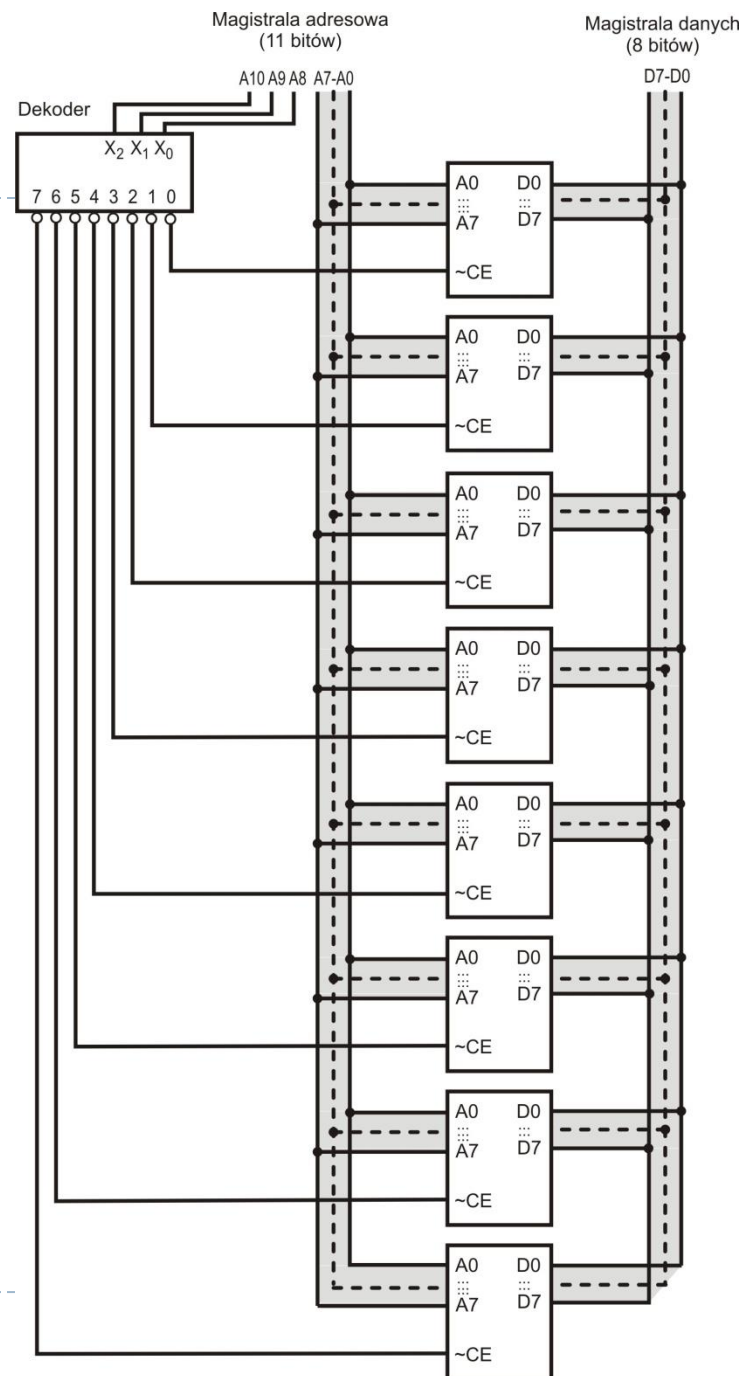 Magistrala adresowa
(11 bitów)
Magistrala danych
(8 bitów)
A10 A9 A8 A7-A0
D7-D0
Dekoder
X2 X1 X0
7 6 5 4 3 2 1 0
A0 D0
::: :::
A7 D7
~CE
A0 D0
::: :::
A7 D7
~CE
A0 D0
::: :::
A7 D7
~CE
A0 D0
::: :::
A7 D7
~CE
A0 D0
::: :::
A7 D7
~CE
A0 D0
::: :::
A7 D7
~CE
A0 D0
::: :::
A7 D7
~CE
A0 D0
::: :::
A7 D7
~CE